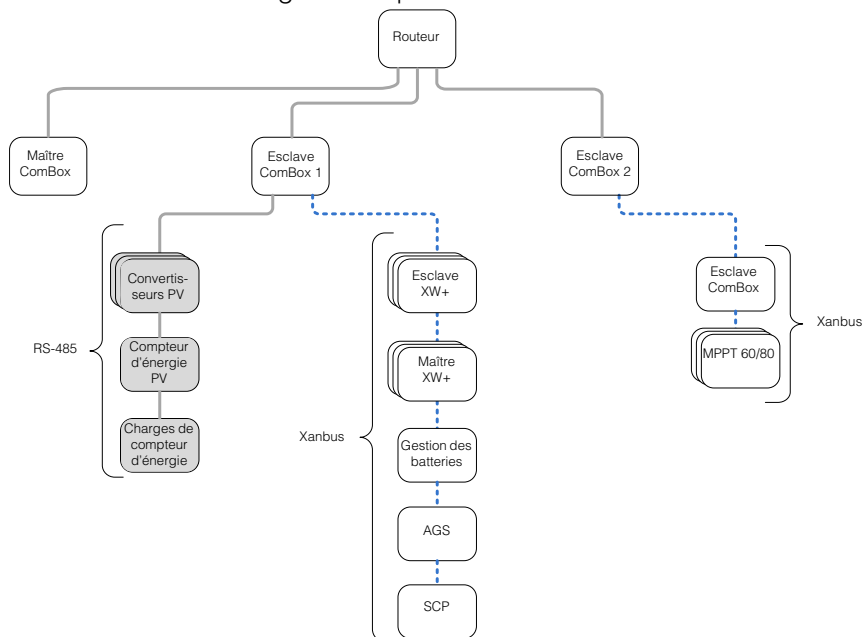 Routeur
Maître
ComBox
Esclave
ComBox 1
Esclave
ComBox 2
RS-485
Convertis-
seurs PV
Compteur
d'énergie
PV
Charges de
compteur
d'énergie
Xanbus
Esclave
XW+
Maître
XW+
Gestion des
batteries
AGS
SCP
Esclave
ComBox
MPPT 60/80
Xanbus